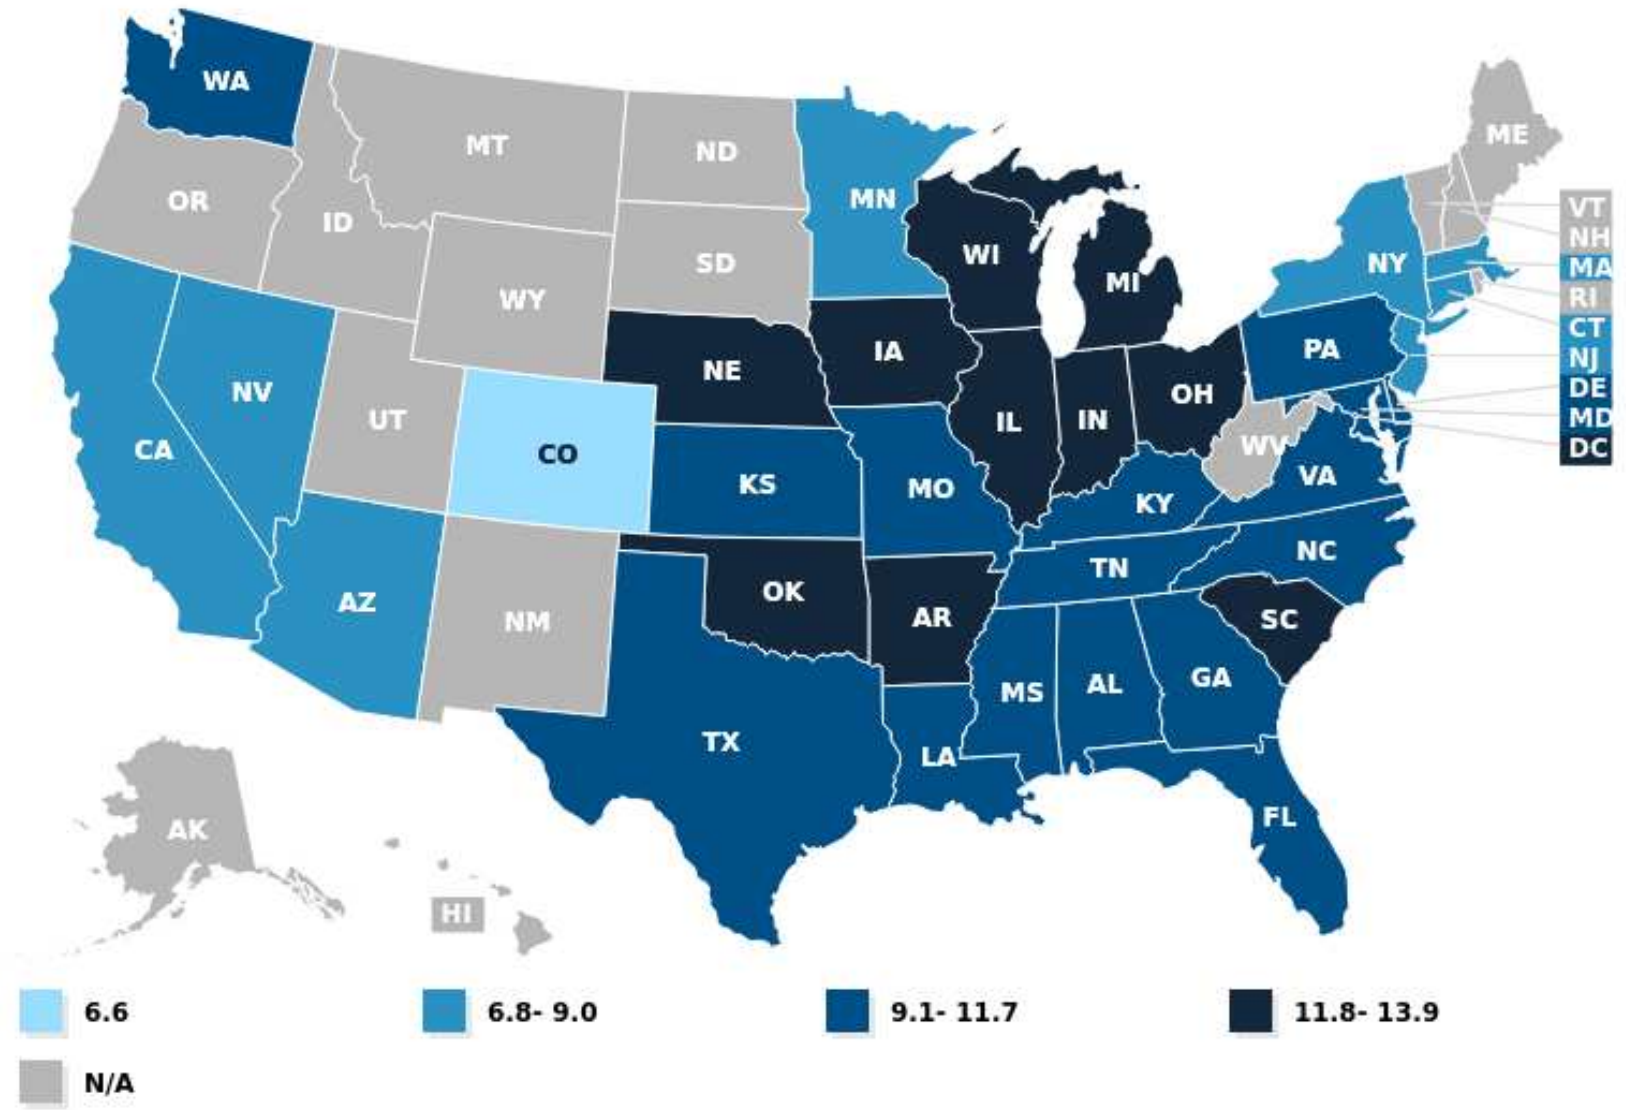 WA
MT
ND
ME
OR
ID
MN
VT
SD
WI
NH
WY
MI
NY
MA
RI
NE
IA
PA
CT
NV
NJ
UT
OH
DE
CA
CO
IL
IN
MD
WV
DC
KS
MO
VA
KY
NC
AZ
OK
TN
NM
AR
SC
MS
AL
GA
TX
LA
FL
AK
HI
6.6
6.8- 9.0
9.1- 11.7
11.8- 13.9
N/A